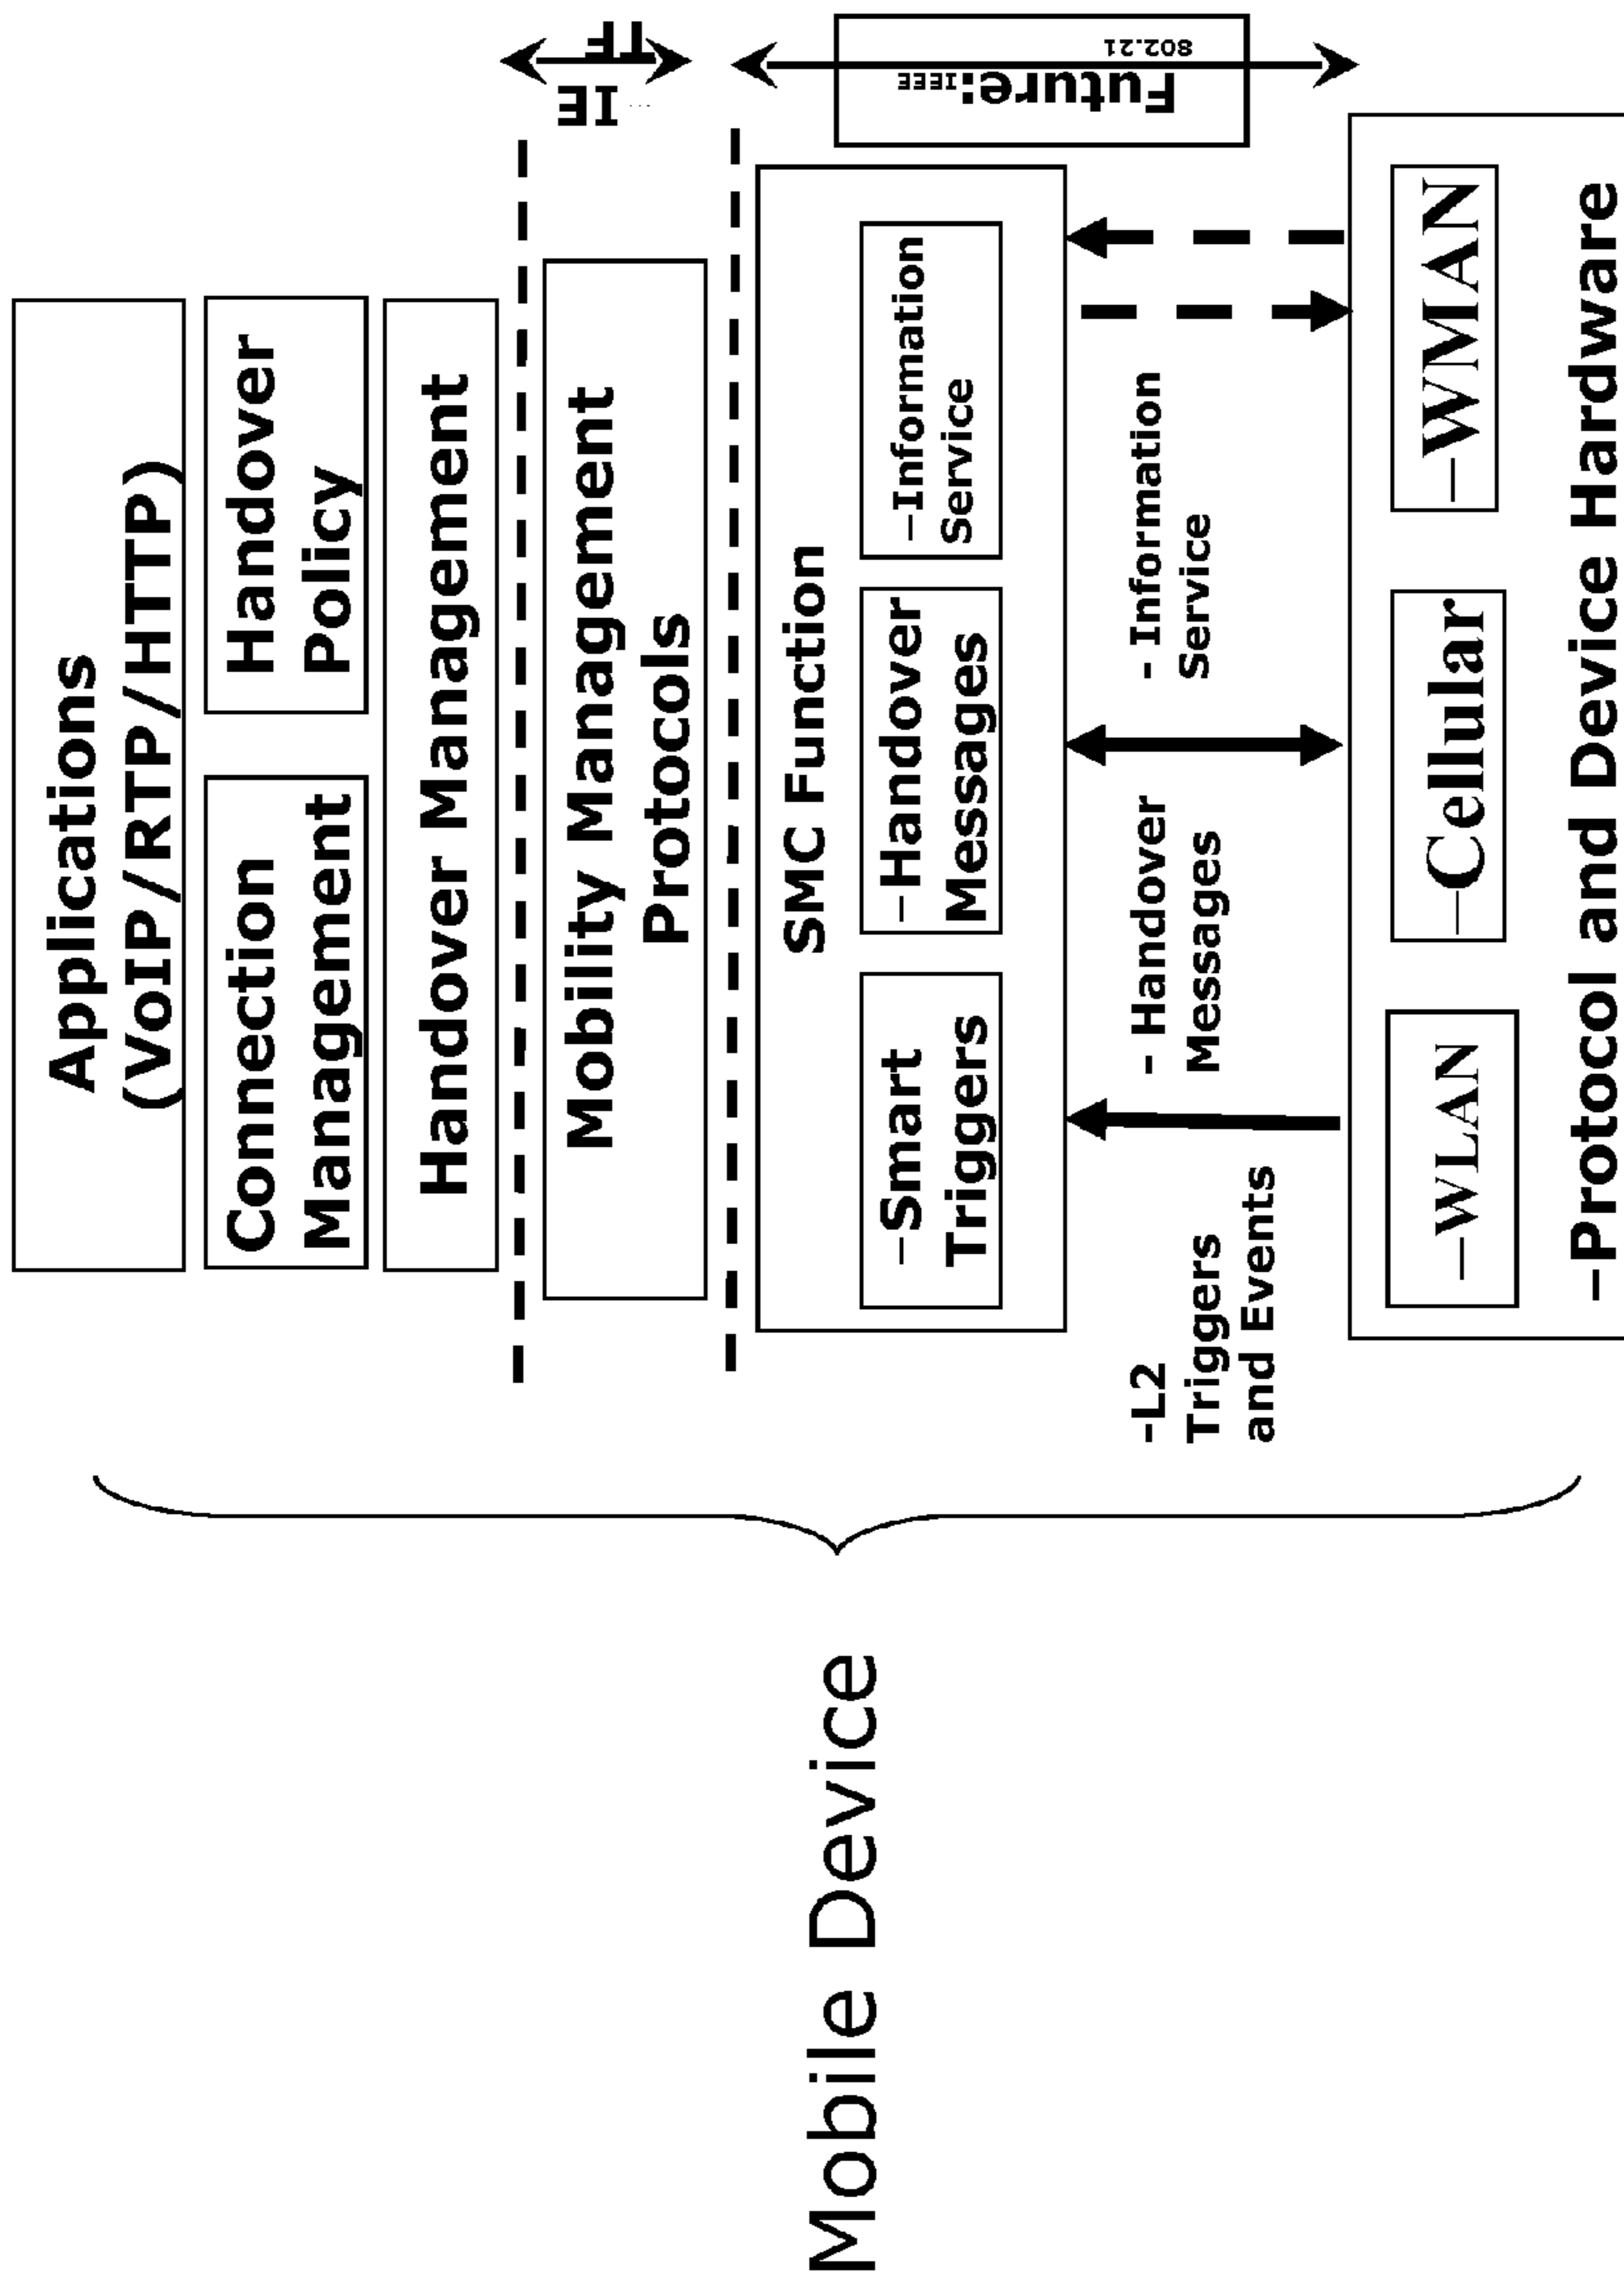 Mobile Device
Applications
(VoIP/RTP/HTTP)
Connection
Management
Handover
Policy
Handover Management
Mobility Management
Protocols
IE
TF
SMC Function
–Smart
Triggers
–Handover
Messages
–Information
Service
Future:IEEE
802.21
–L2
Triggers
and Events
- Handover
Messages
- Information
Service
–WLAN
–Cellular
–WMAN
–Protocol and Device Hardware